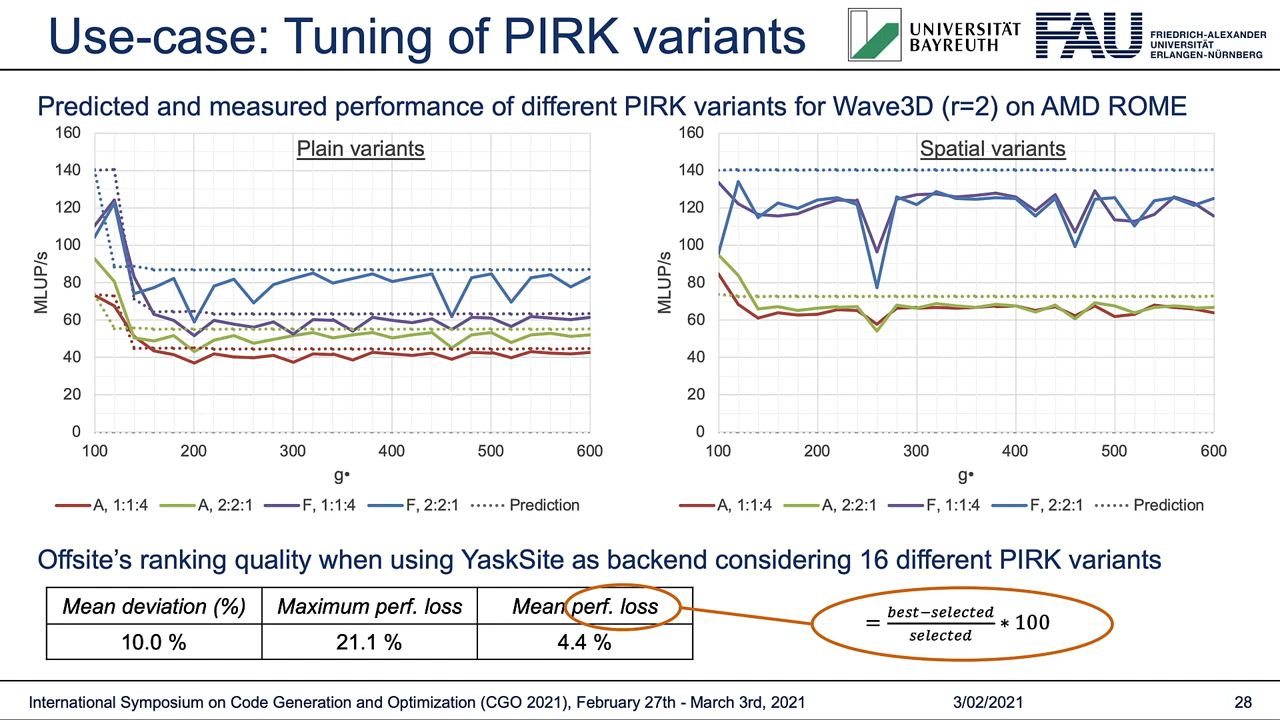 Use-case: Tuning of PIRK variants
UNIVERSITÄT
BAYREUTH
FAU
FRIEDRICH-ALEXANDER
UNIVERSITÄT
ERLANGEN-NÜRNBERG
Predicted and measured performance of different PIRK variants for Wave3D (r=2) on AMD ROME
Plain variants
160
140
120
100
80
60
40
20
0
MLUP/s
100 200 300 400 500 600
g•
A, 1:1:4 A, 2:2:1 F, 1:1:4 F, 2:2:1 Prediction
Spatial variants
160
140
120
100
80
60
40
20
0
MLUP/s
100 200 300 400 500 600
g•
A, 1:1:4 A, 2:2:1 F, 1:1:4 F, 2:2:1 Prediction
Offsite's ranking quality when using YaskSite as backend considering 16 different PIRK variants
Mean deviation (%) Maximum perf. loss Mean perf. loss
10.0 % 21.1 % 4.4 %
= best−selected / selected ∗ 100
International Symposium on Code Generation and Optimization (CGO 2021), February 27th - March 3rd, 2021 3/02/2021 28